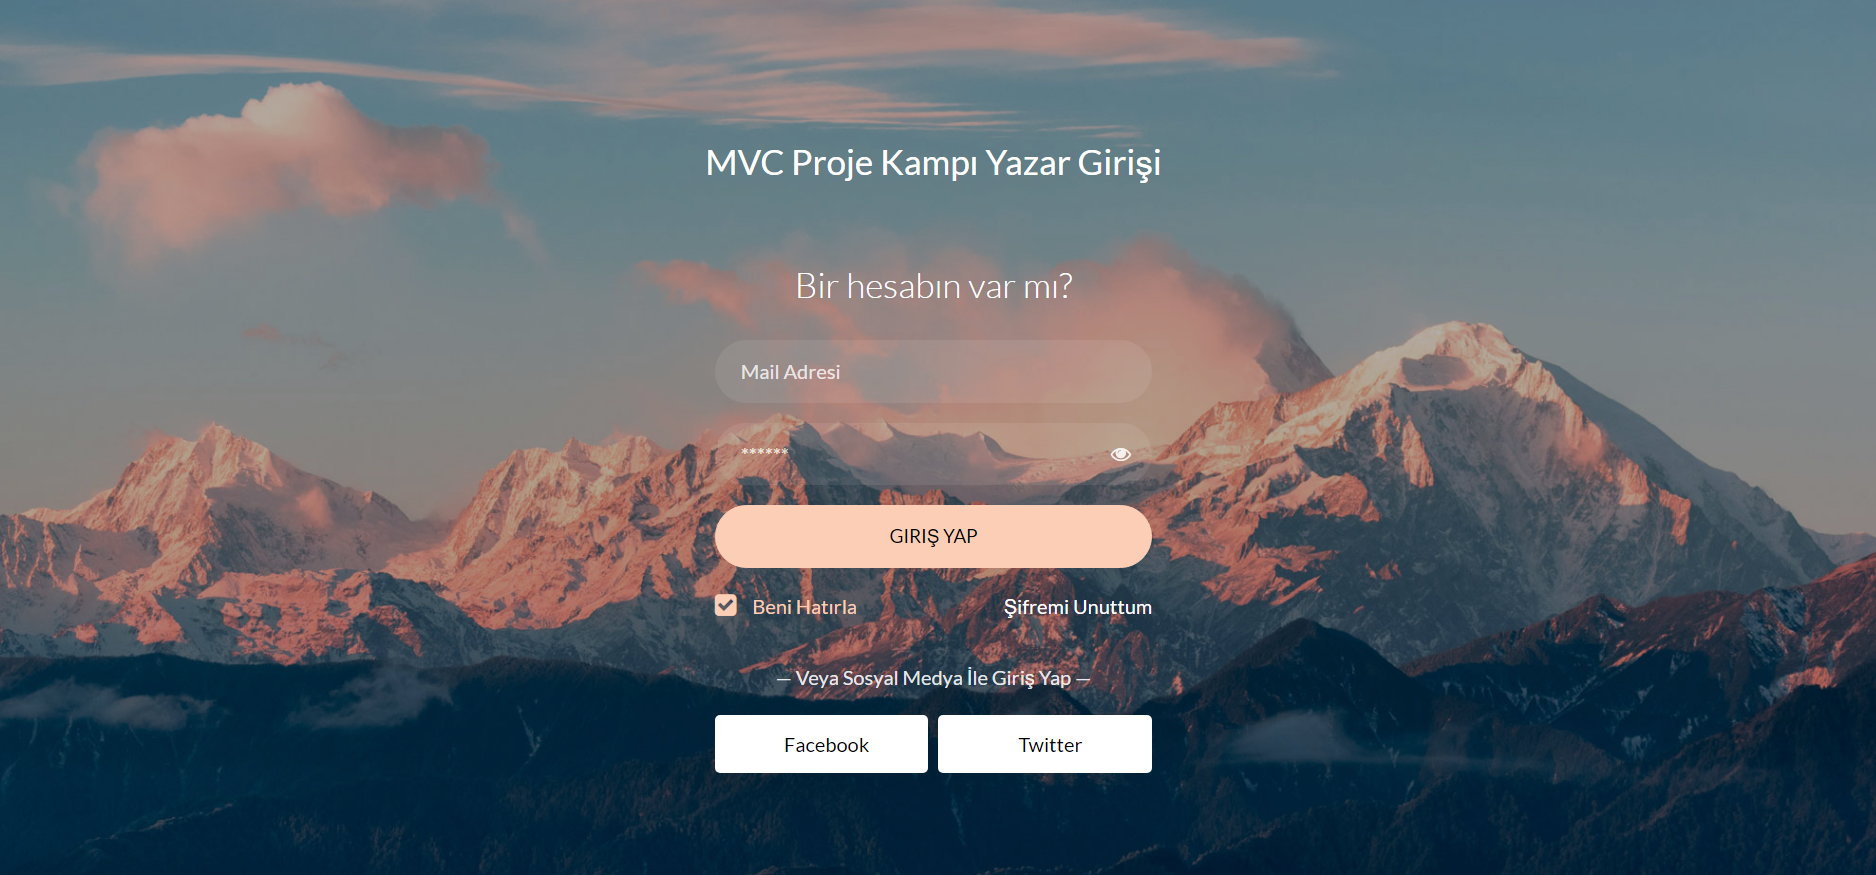 MVC Proje Kampı Yazar Girişi
Bir hesabın var mı?
Mail Adresi
******
GIRIŞ YAP
Beni Hatırla
Şifremi Unuttum
— Veya Sosyal Medya İle Giriş Yap —
Facebook
Twitter